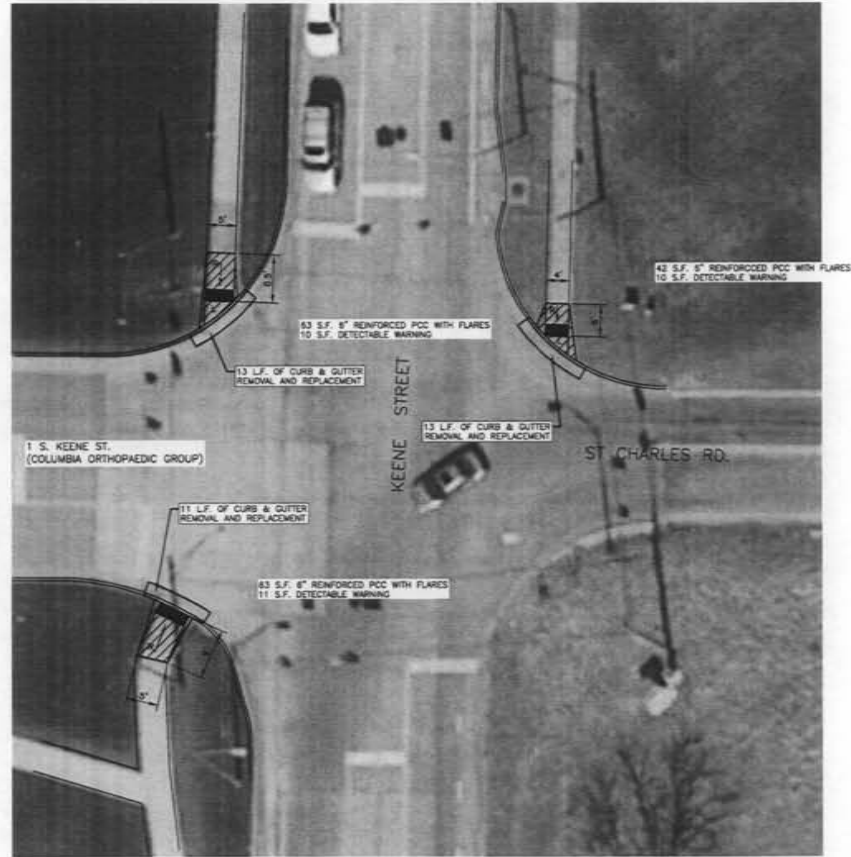 5'
6.5'
4'
42 S.F. 5" REINFORCCED PCC WITH FLARES
10 S.F. DETECTABLE WARNING
63 S.F. 6" REINFORCED PCC WITH FLARES
10 S.F. DETECTABLE WARNING
13 L.F. OF CURB & GUTTER
REMOVAL AND REPLACEMENT
KEENE STREET
13 L.F. OF CURB & GUTTER
REMOVAL AND REPLACEMENT
1 S. KEENE ST.
(COLUMBIA ORTHOPAEDIC GROUP)
ST CHARLES RD.
11 L.F. OF CURB & GUTTER
REMOVAL AND REPLACEMENT
63 S.F. 6" REINFORCED PCC WITH FLARES
11 S.F. DETECTABLE WARNING
5'